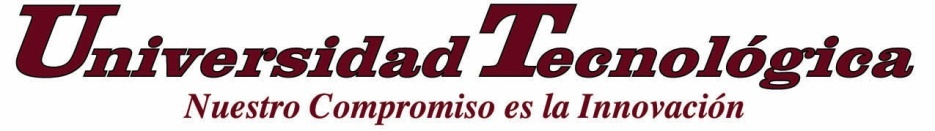 Universidad Tecnológica
Nuestro Compromiso es la Innovación